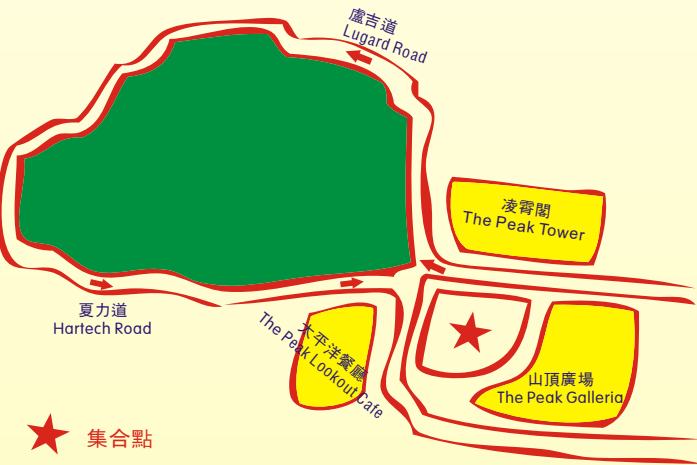 盧吉道
Lugard Road
凌霄閣
The Peak Tower
夏力道
Hartech Road
太平洋餐廳
The Peak Lookout Cafe
山頂廣場
The Peak Galleria
集合點